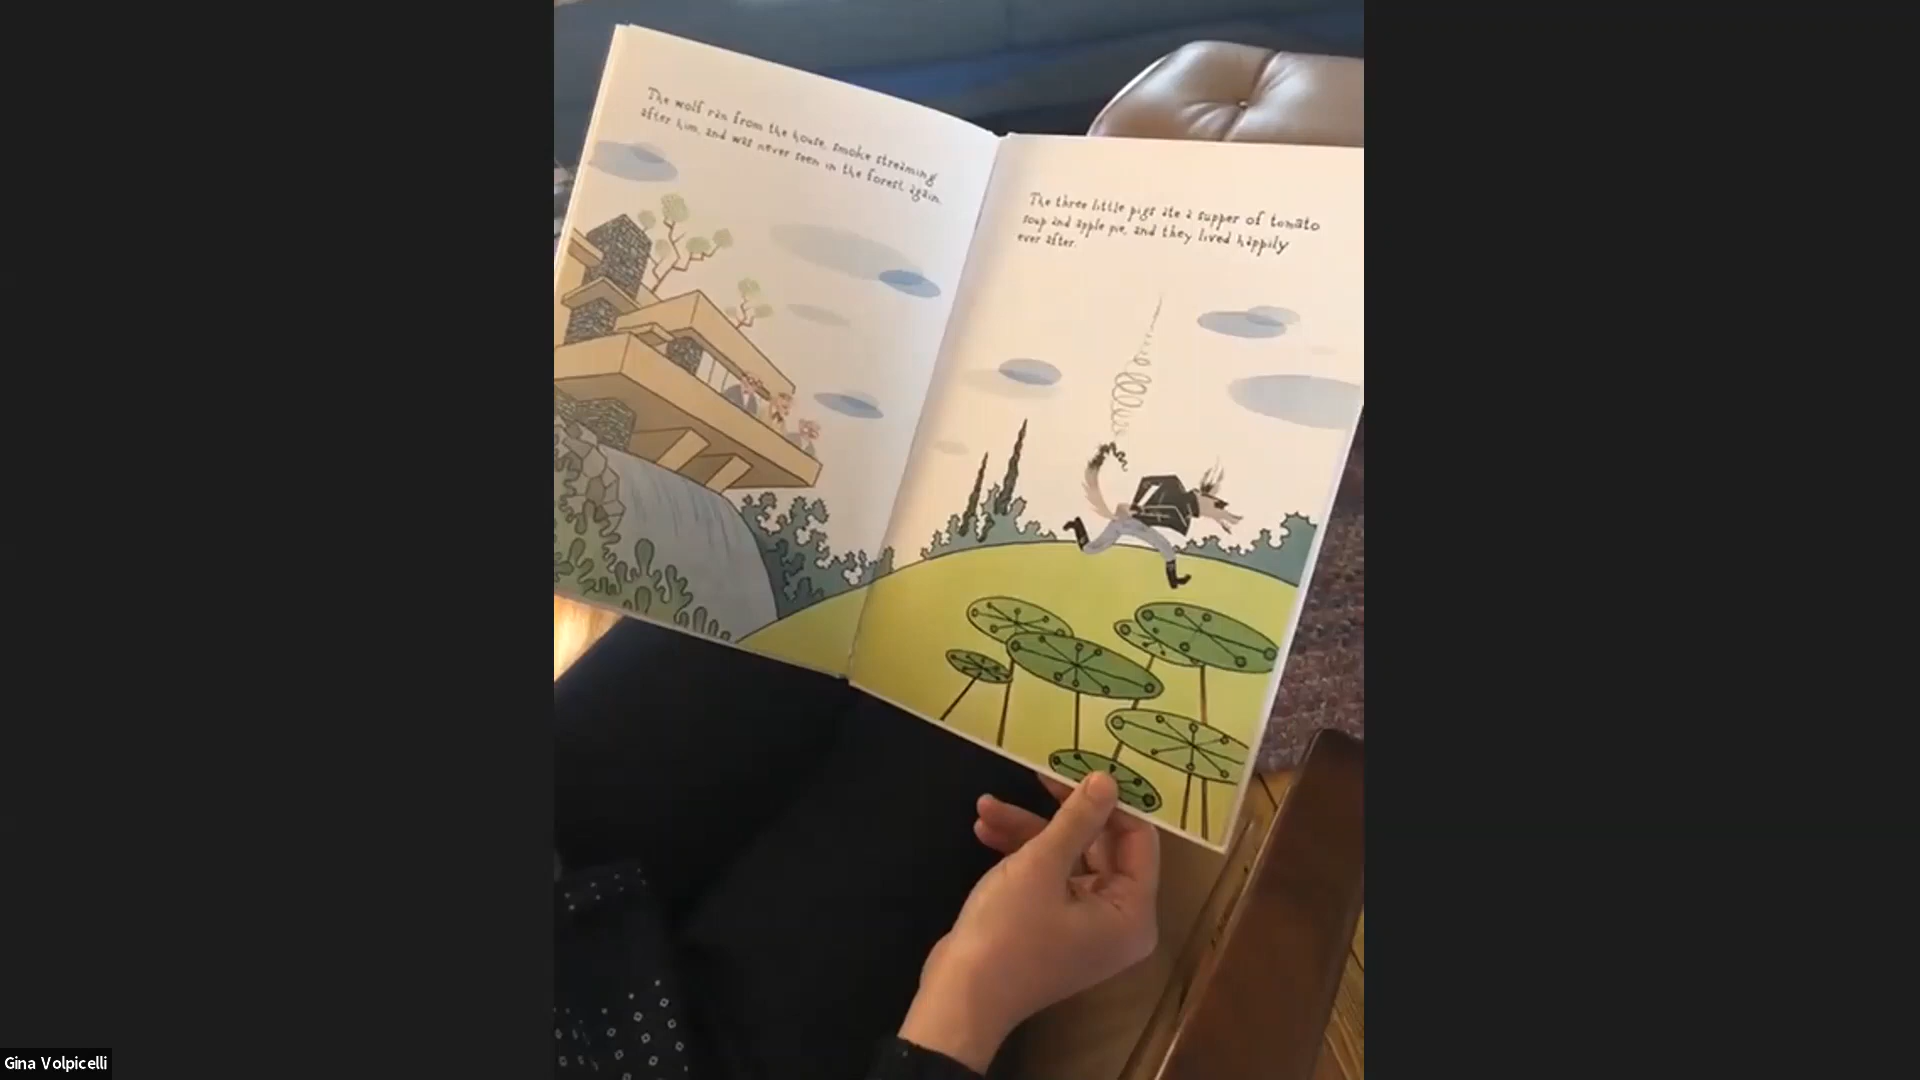 The wolf ran from the house, smoke streaming
after him, and was never seen in the forest again.
The three little pigs ate a supper of tomato
soup and apple pie, and they lived happily
ever after.
Gina Volpicelli